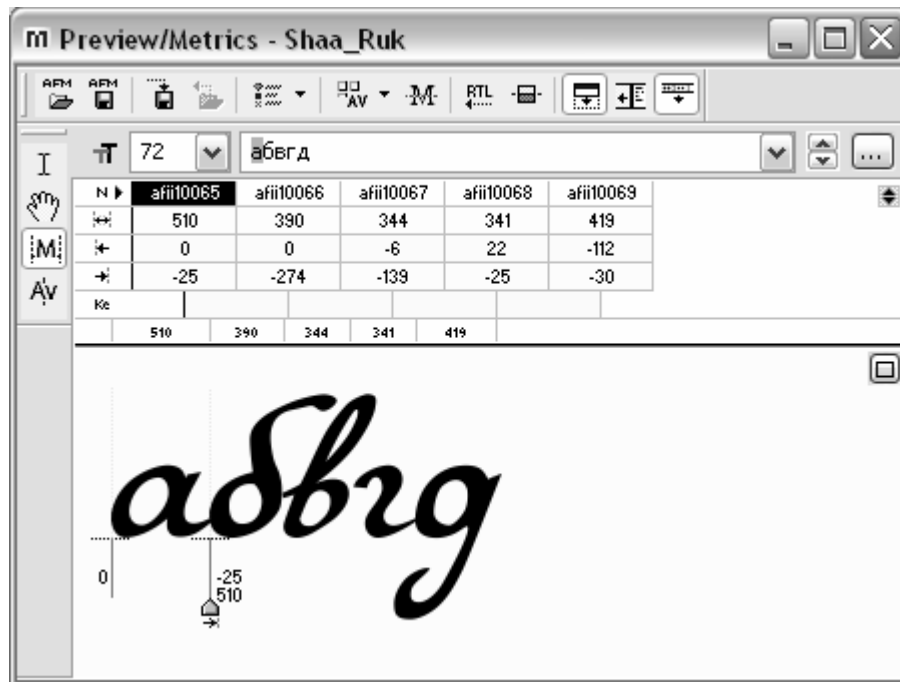 m Preview/Metrics - Shaa_Ruk
AFM AFM AV M RTL
T 72 абвгд ...
N afii10065 afii10066 afii10067 afii10068 afii10069
510 390 344 341 419
M 0 0 -6 22 -112
AV -25 -274 -139 -25 -30
Ke
510 390 344 341 419
абвгд
0 -25
510